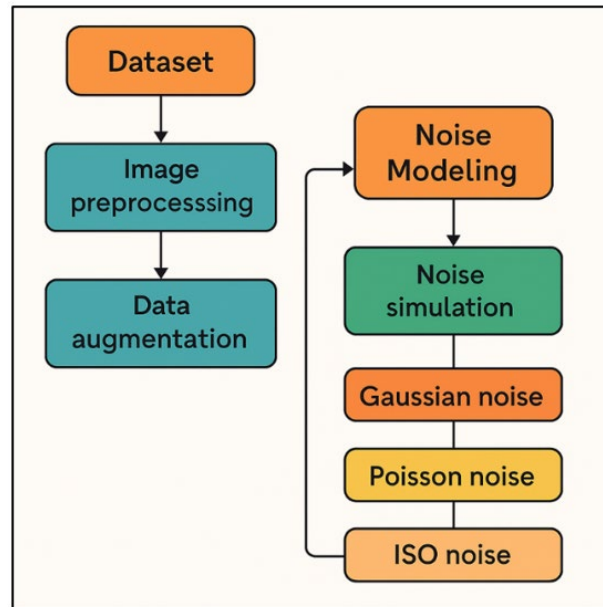 Dataset
Image
preprocesssing
Data
augmentation
Noise
Modeling
Noise
simulation
Gaussian noise
Poisson noise
ISO noise